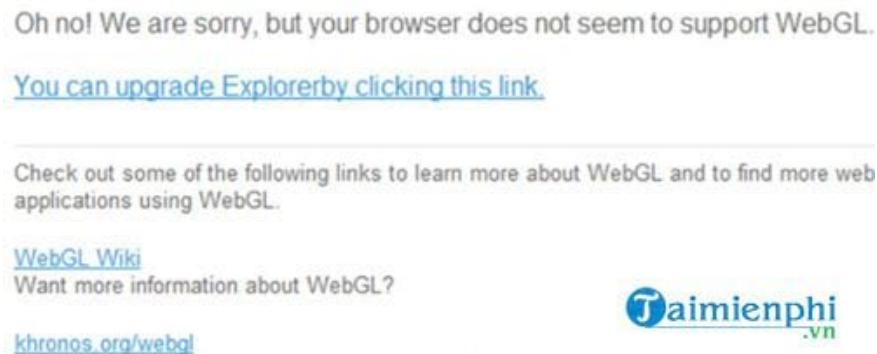 Oh no! We are sorry, but your browser does not seem to support WebGL.
You can upgrade Explorerby clicking this link.
Check out some of the following links to learn more about WebGL and to find more web
applications using WebGL.
WebGL Wiki
Want more information about WebGL?
Taimienphi
.vn
khronos.org/webgl